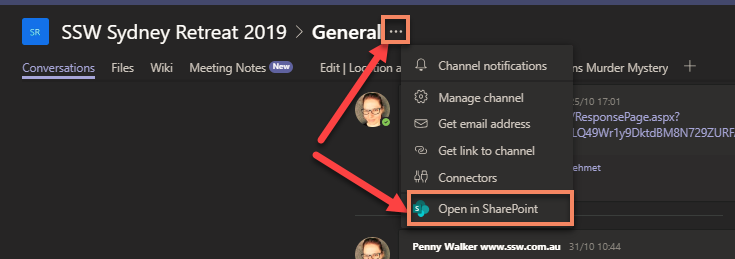 SR SSW Sydney Retreat 2019 > General ...
Conversations Files Wiki Meeting Notes New Edit | Location a ms Murder Mystery +
Channel notifications
Manage channel
25/10 17:01
Get email address
/ResponsePage.aspx?
LQ49Wr1y9DktdBM8N729ZURF
Get link to channel
Connectors
ehmet
Open in SharePoint
Penny Walker www.ssw.com.au 31/10 10:44